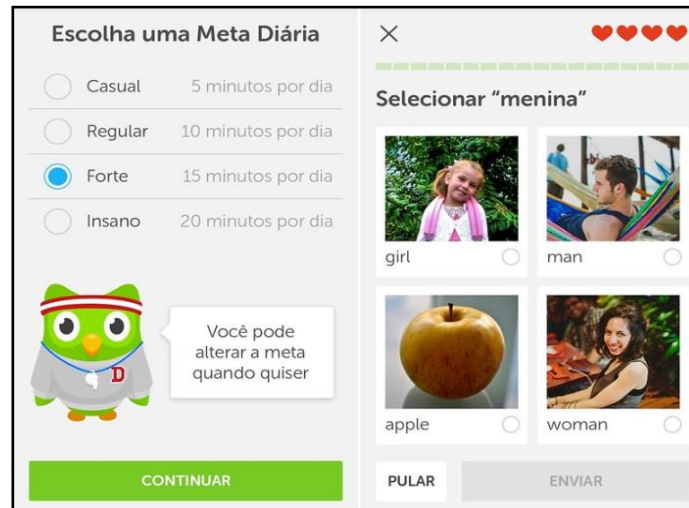 Escolha uma Meta Diária
Casual 5 minutos por dia
Regular 10 minutos por dia
Forte 15 minutos por dia
Insano 20 minutos por dia
D
Você pode
alterar a meta
quando quiser
CONTINUAR
Selecionar “menina”
girl
man
apple
woman
PULAR
ENVIAR